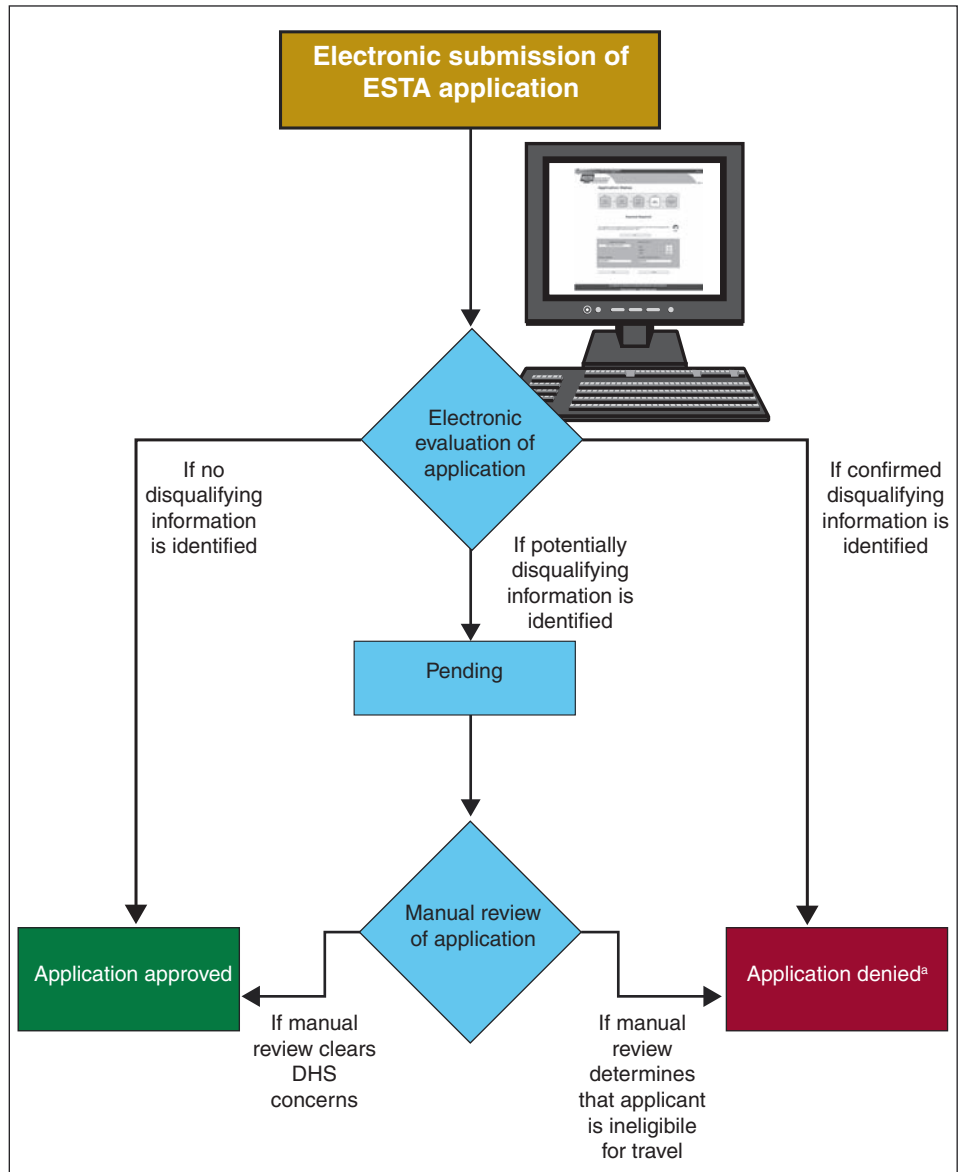 Electronic submission of
ESTA application
Application Status
Electronic
evaluation of
application
If no
disqualifying
information
is identified
If confirmed
disqualifying
information is
identified
If potentially
disqualifying
information is
identified
Pending
Manual review
of application
Application approved
Application deniedᵃ
If manual
review clears
DHS
concerns
If manual
review
determines
that applicant
is ineligibile
for travel